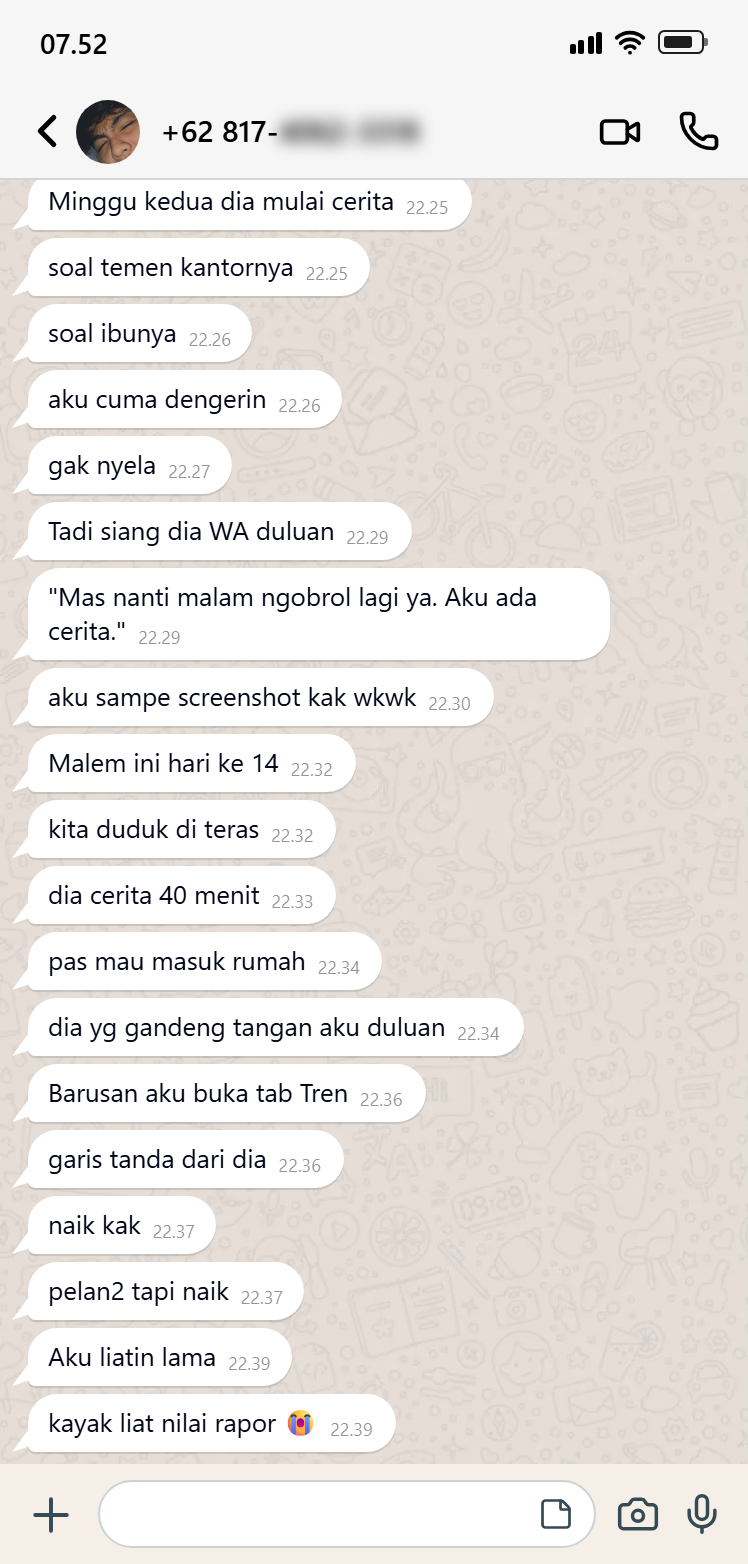 07.52
+62 817-
Minggu kedua dia mulai cerita 22.25
soal temen kantornya 22.25
soal ibunya 22.26
aku cuma dengerin 22.26
gak nyela 22.27
Tadi siang dia WA duluan 22.29
"Mas nanti malam ngobrol lagi ya. Aku ada
cerita." 22.29
aku sampe screenshot kak wkwk 22.30
Malem ini hari ke 14 22.32
kita duduk di teras 22.32
dia cerita 40 menit 22.33
pas mau masuk rumah 22.34
dia yg gandeng tangan aku duluan 22.34
Barusan aku buka tab Tren 22.36
garis tanda dari dia 22.36
naik kak 22.37
pelan2 tapi naik 22.37
Aku liatin lama 22.39
kayak liat nilai rapor 😭 22.39